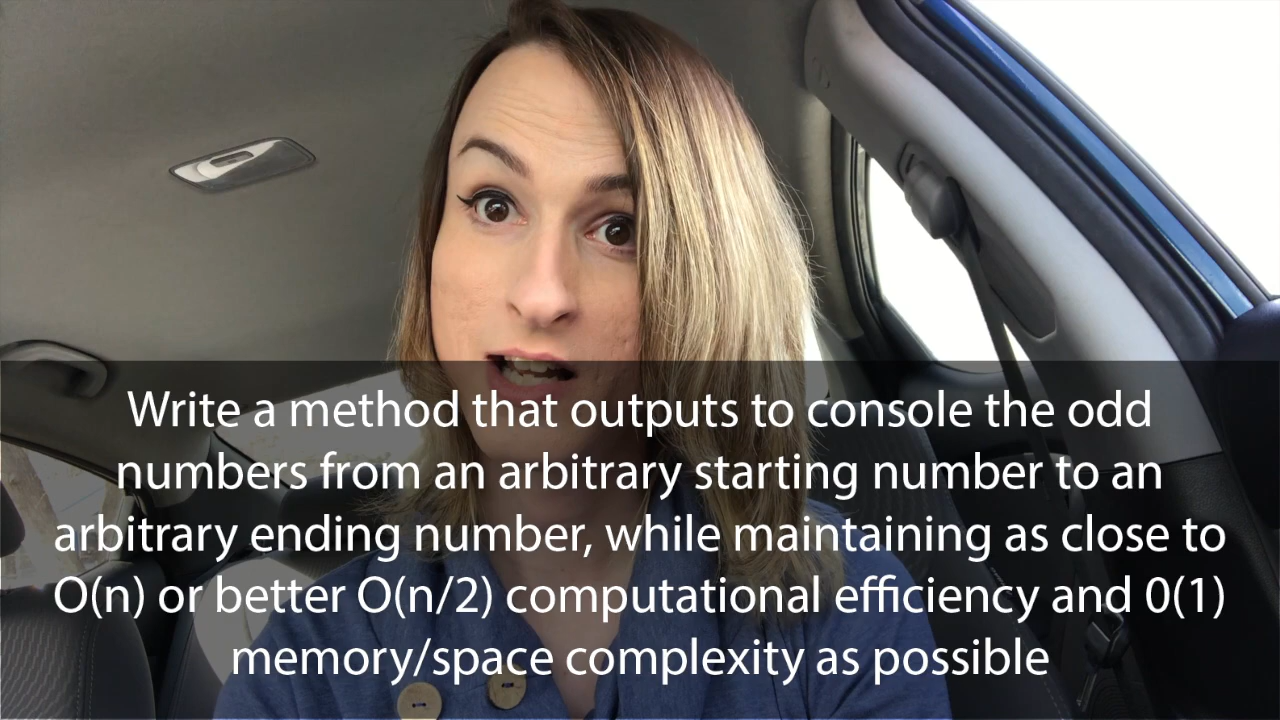 Write a method that outputs to console the odd
numbers from an arbitrary starting number to an
arbitrary ending number, while maintaining as close to
O(n) or better O(n/2) computational efficiency and 0(1)
memory/space complexity as possible